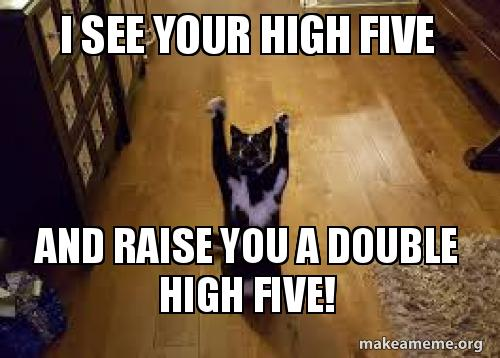 I SEE YOUR HIGH FIVE
AND RAISE YOU A DOUBLE
HIGH FIVE!
makeameme.org